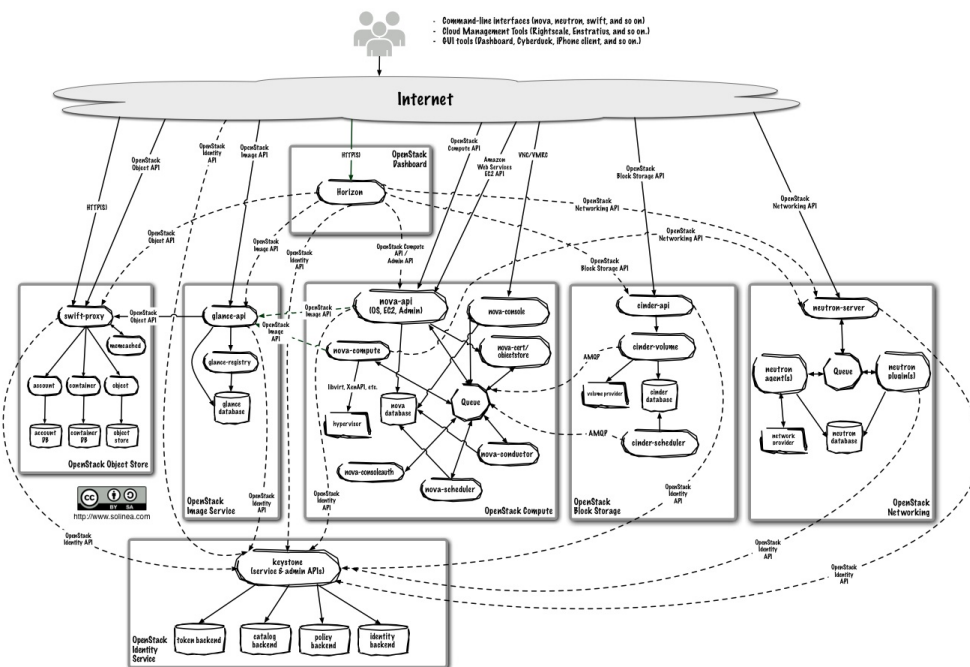 - Command-line interfaces (nova, neutron, swift, and so on)
- Cloud Management Tools (Rightscale, Enstratius, and so on.)
- GUI tools (Dashboard, Cyberduck, iPhone client, and so on.)
Internet
HTTP(S)
OpenStack
Object API
OpenStack
Identity
API
OpenStack
Image API
HTTP(S)
OpenStack
Dashboard
Horizon
OpenStack
Compute API
Amazon
Web Services
EC2 API
VNC/VMRC
OpenStack
Block Storage API
OpenStack
Networking API
OpenStack
Networking API
OpenStack
Networking API
OpenStack
Object API
OpenStack
Image API
OpenStack
Identity
API
OpenStack Compute
API /
Admin API
OpenStack
Block Storage API
swift-proxy
memcached
account
container
object
account
DB
container
DB
object
store
OpenStack Object Store
OpenStack
Object API
glance-api
glance-registry
glance
database
OpenStack
Image Service
OpenStack
Image API
OpenStack
Image
API
nova-api
(OS, EC2, Admin)
nova-console
nova-cert/
objectstore
nova-compute
libvirt, XenAPI, etc.
hypervisor
nova
database
Queue
nova-consoleauth
nova-conductor
nova-scheduler
OpenStack Compute
AMQP
AMQP
cinder-api
cinder-volume
volume provider
cinder
database
cinder-scheduler
OpenStack
Block Storage
neutron-server
neutron
agent(s)
Queue
neutron
plugin(s)
network
provider
neutron
database
OpenStack
Networking
cc
BY SA
http://www.solinea.com
OpenStack
Identity API
OpenStack
Identity
API
OpenStack
Identity
API
OpenStack
Identity
API
OpenStack
Identity
API
OpenStack
Identity
API
keystone
(service & admin APIs)
token backend
catalog
backend
policy
backend
identity
backend
OpenStack
Identity
Service